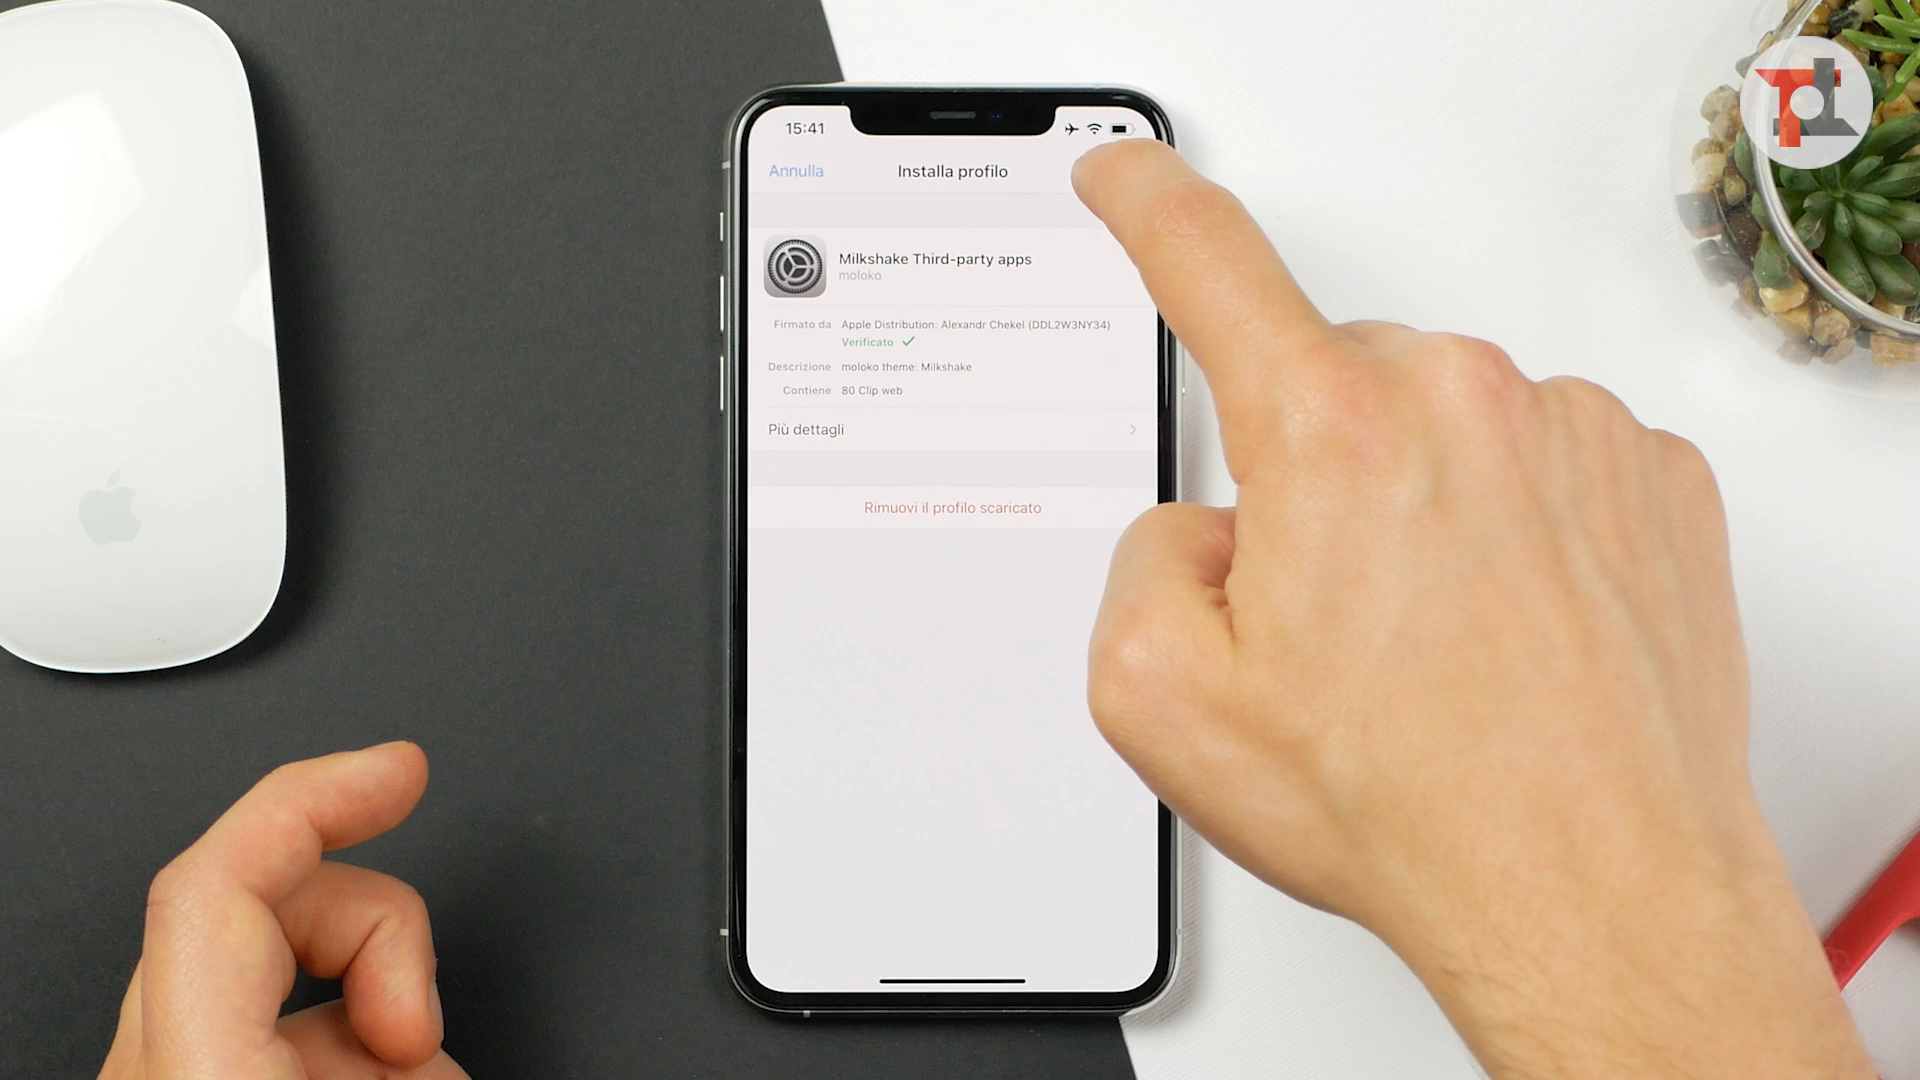 15:41
Annulla
Installa profilo
Milkshake Third-party apps
moloko
Firmato da
Apple Distribution: Alexandr Chekel (DDL2W3NY34)
Verificato
Descrizione
moloko theme: Milkshake
Contiene
80 Clip web
Più dettagli
Rimuovi il profilo scaricato